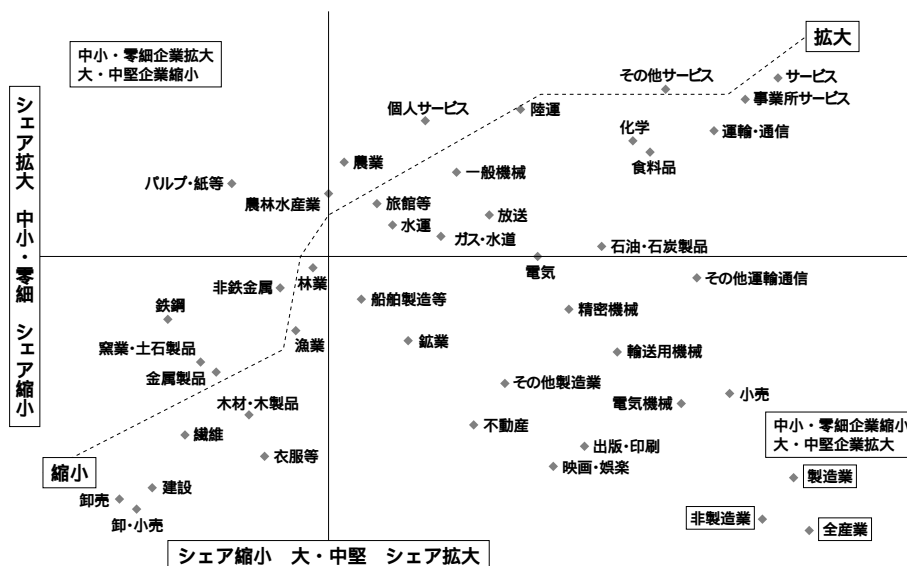 拡大
中小・零細企業拡大
大・中堅企業縮小
その他サービス
サービス
事業所サービス
個人サービス
陸運
化学
運輸・通信
食料品
農業
一般機械
パルプ・紙等
農林水産業
旅館等
放送
水運
ガス・水道
石油・石炭製品
電気
シェア拡大　中小・零細　シェア縮小
林業
その他運輸通信
非鉄金属
船舶製造等
鉄鋼
精密機械
漁業
鉱業
窯業・土石製品
輸送用機械
金属製品
その他製造業
小売
木材・木製品
電気機械
中小・零細企業縮小
大・中堅企業拡大
不動産
繊維
出版・印刷
衣服等
映画・娯楽
縮小
製造業
建設
卸売
卸・小売
非製造業
全産業
シェア縮小　大・中堅　シェア拡大